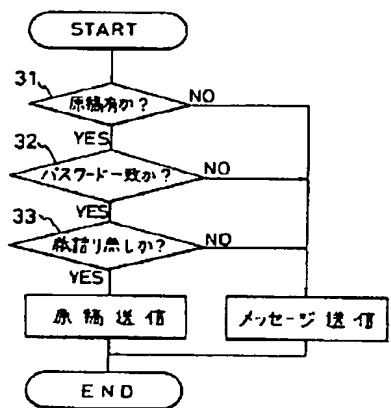 START
31
原稿有か?
NO
YES
32
パスワード一致か?
NO
YES
33
紙詰り無しか?
NO
YES
原稿送信
メッセージ送信
END